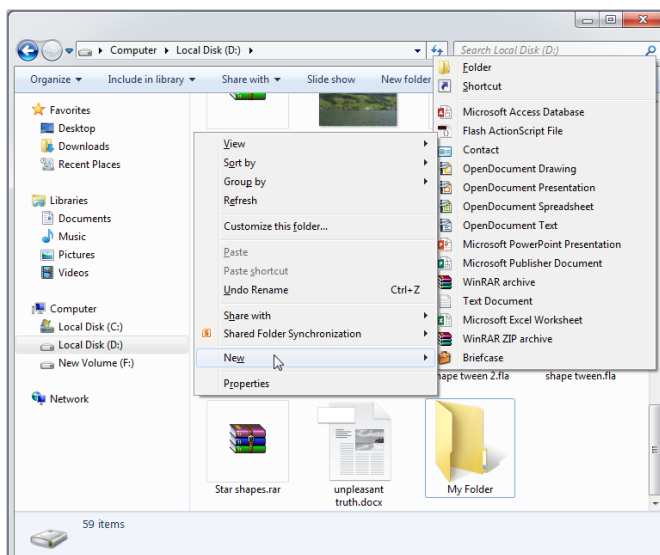 Computer Local Disk (D:)
Search Local Disk (D:)
Organize Include in library Share with Slide show New folder
Favorites
Desktop
Downloads
Recent Places
Libraries
Documents
Music
Pictures
Videos
Computer
Local Disk (C:)
Local Disk (D:)
New Volume (F:)
Network
View
Sort by
Group by
Refresh
Customize this folder...
Paste
Paste shortcut
Undo Rename Ctrl+Z
Share with
S Shared Folder Synchronization
New
Properties
Folder
Shortcut
Microsoft Access Database
Flash ActionScript File
Contact
OpenDocument Drawing
OpenDocument Presentation
OpenDocument Spreadsheet
OpenDocument Text
Microsoft PowerPoint Presentation
Microsoft Publisher Document
WinRAR archive
Text Document
Microsoft Excel Worksheet
WinRAR ZIP archive
Briefcase
shape tween 2.fla
shape tween.fla
Star shapes.rar
unpleasant
truth.docx
My Folder
59 items